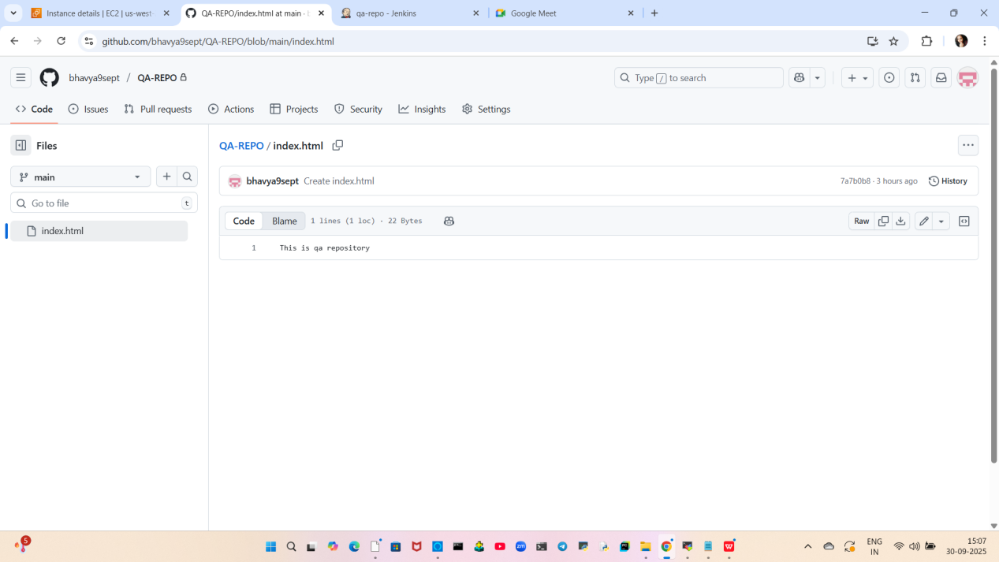 Instance details | EC2 | us-west-
QA-REPO/index.html at main · b
qa-repo - Jenkins
Google Meet
github.com/bhavya9sept/QA-REPO/blob/main/index.html
bhavya9sept / QA-REPO
Type / to search
Code
Issues
Pull requests
Actions
Projects
Security
Insights
Settings
Files
QA-REPO / index.html
main
bhavya9sept Create index.html
7a7b0b8 · 3 hours ago
History
Go to file
t
Code
Blame
1 lines (1 loc) · 22 Bytes
Raw
index.html
1
This is qa repository
5
zm
PC
W
ENG
IN
15:07
30-09-2025